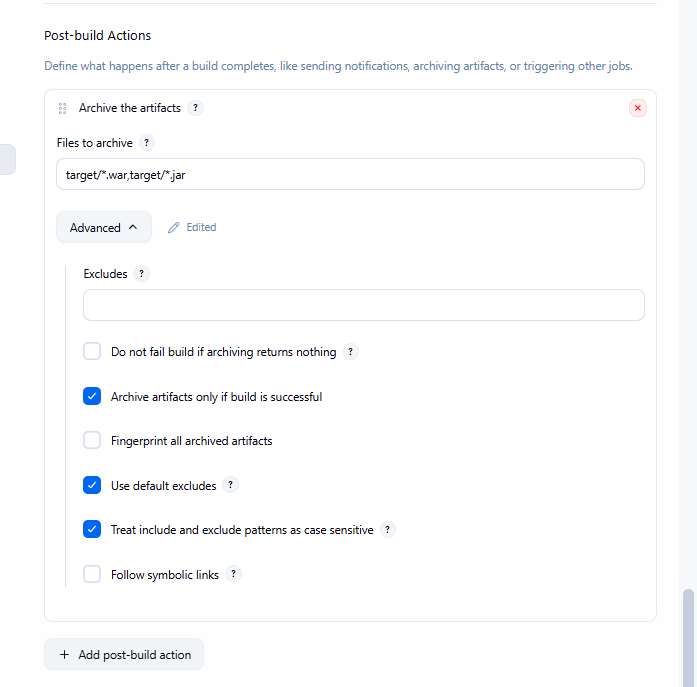 Post-build Actions
Define what happens after a build completes, like sending notifications, archiving artifacts, or triggering other jobs.
Archive the artifacts ?
Files to archive ?
target/*.war,target/*.jar
Advanced Edited
Excludes ?
Do not fail build if archiving returns nothing ?
Archive artifacts only if build is successful
Fingerprint all archived artifacts
Use default excludes ?
Treat include and exclude patterns as case sensitive ?
Follow symbolic links ?
+ Add post-build action